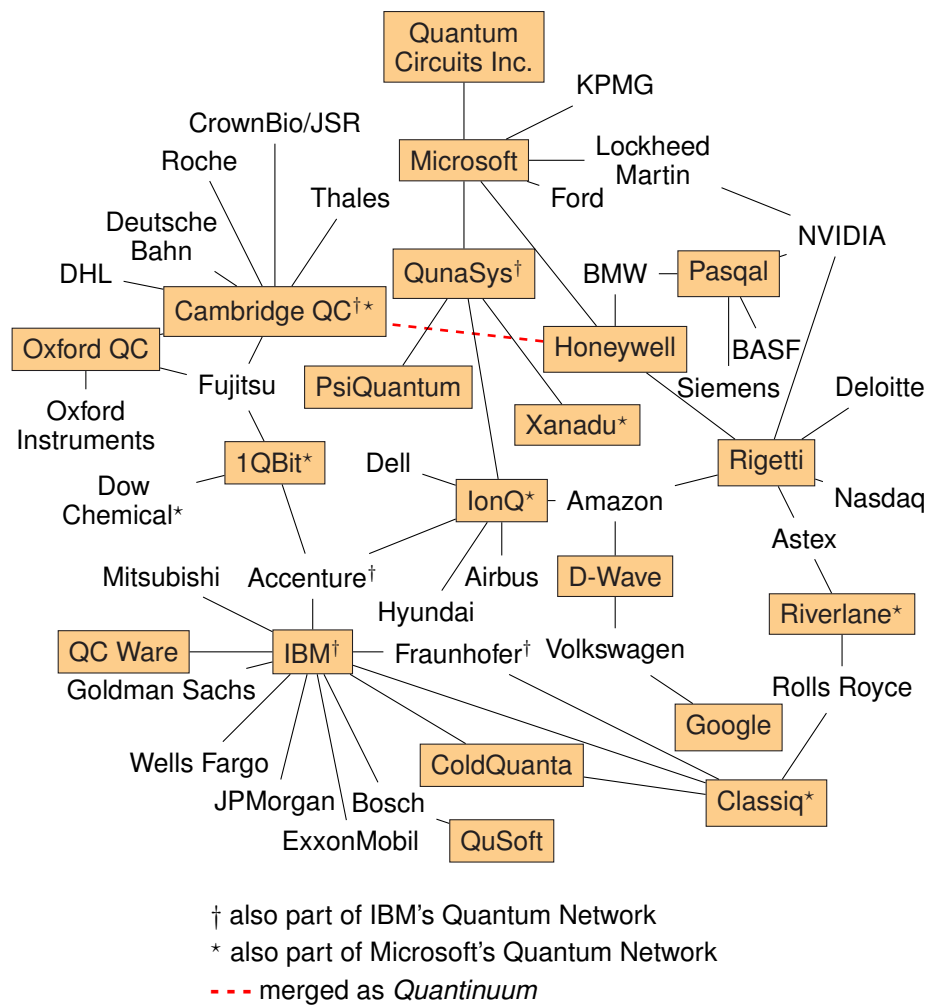 Quantum
Circuits Inc.
KPMG
CrownBio/JSR
Microsoft
Lockheed
Martin
Roche
Thales
Ford
Deutsche
Bahn
NVIDIA
DHL
QunaSys†
BMW
Pasqal
Cambridge QC†⋆
Oxford QC
Honeywell
BASF
Fujitsu
PsiQuantum
Siemens
Deloitte
Oxford
Instruments
Xanadu⋆
1QBit⋆
Dell
Rigetti
Dow
Chemical⋆
IonQ⋆
Amazon
Nasdaq
Astex
Mitsubishi
Accenture†
Airbus
D-Wave
Hyundai
Riverlane⋆
QC Ware
IBM†
Fraunhofer†
Volkswagen
Goldman Sachs
Rolls Royce
Google
Wells Fargo
ColdQuanta
JPMorgan
Bosch
Classiq⋆
ExxonMobil
QuSoft
† also part of IBM's Quantum Network
⋆ also part of Microsoft's Quantum Network
merged as Quantinuum